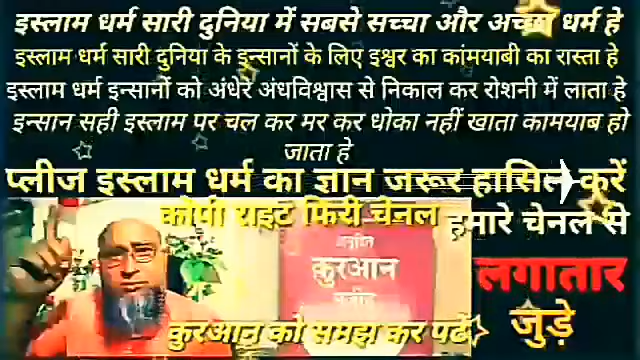 इस्लाम धर्म सारी दुनिया में सबसे सच्चा और अच्छा धर्म हे
इस्लाम धर्म सारी दुनिया के इन्सानों के लिए इश्वर का कांमयाबी का रास्ता हे
इस्लाम धर्म इन्सानों को अंधेरे अंधविश्वास से निकाल कर रोशनी में लाता हे
इन्सान सही इस्लाम पर चल कर मर कर धोका नहीं खाता कामयाब हो
जाता हे
प्लीज इस्लाम धर्म का ज्ञान जरूर हासिल करें
कोपी राइट फिरी चेनल
हमारे चेनल से
लगातार
जुड़े
कुरआन
कुरआन को समझ कर पढें